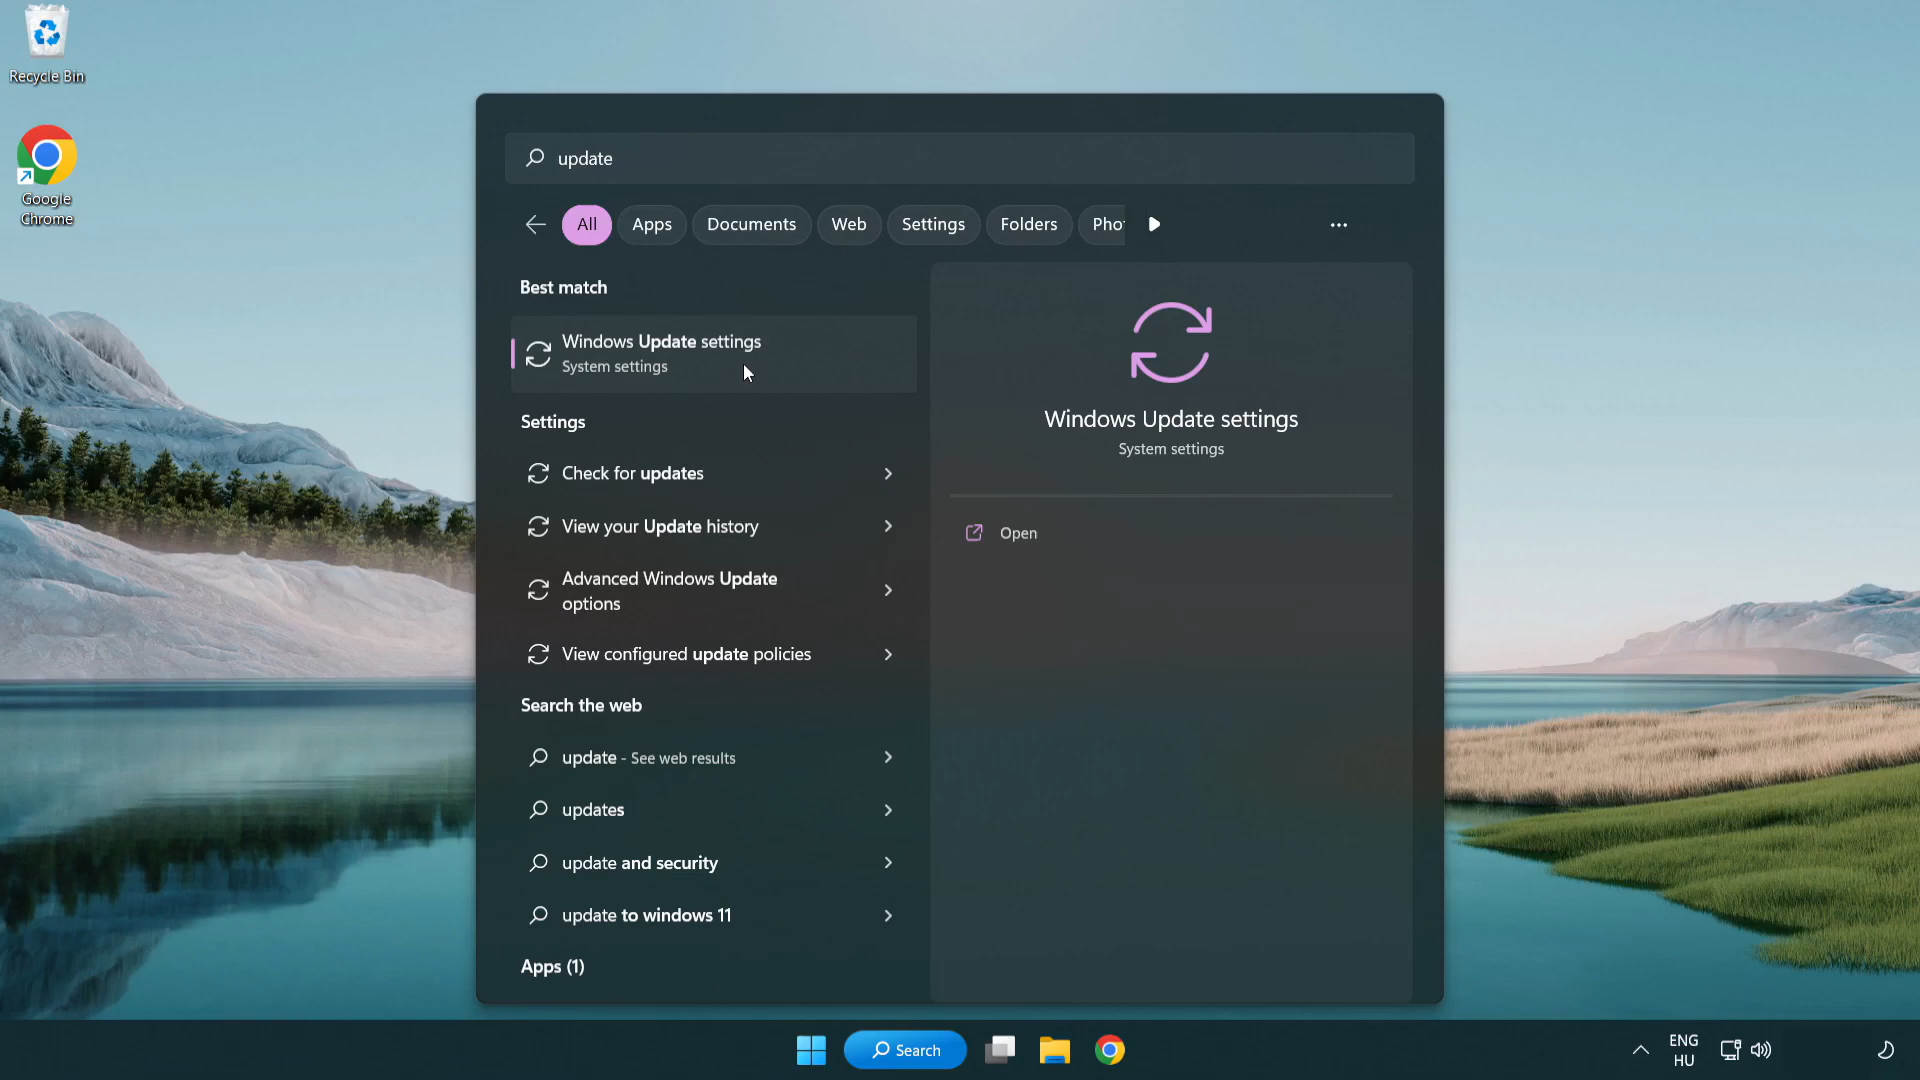 Recycle Bin
Google
Chrome
update
All
Apps
Documents
Web
Settings
Folders
Pho
Best match
Windows Update settings
System settings
Settings
Check for updates
View your Update history
Advanced Windows Update
options
View configured update policies
Search the web
update - See web results
updates
update and security
update to windows 11
Apps (1)
Windows Update settings
System settings
Open
Search
ENG
HU